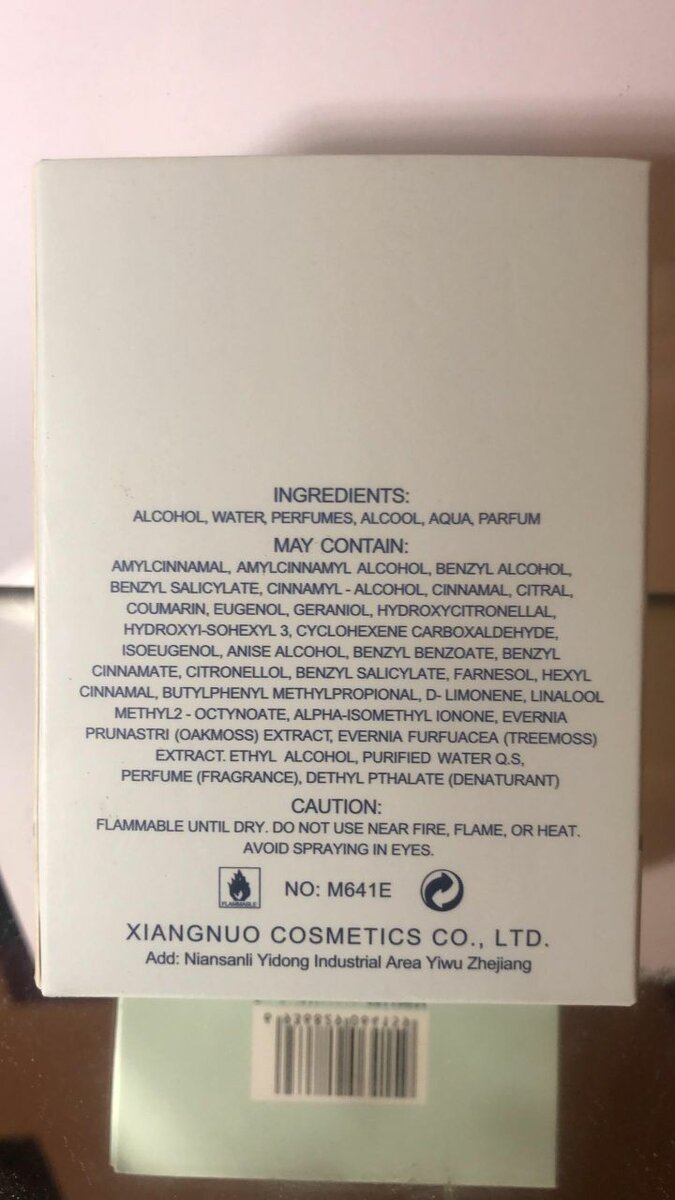 INGREDIENTS:
ALCOHOL, WATER, PERFUMES, ALCOOL, AQUA, PARFUM
MAY CONTAIN:
AMYLCINNAMAL, AMYLCINNAMYL ALCOHOL, BENZYL ALCOHOL,
BENZYL SALICYLATE, CINNAMYL - ALCOHOL, CINNAMAL, CITRAL,
COUMARIN, EUGENOL, GERANIOL, HYDROXYCITRONELLAL,
HYDROXYI-SOHEXYL 3, CYCLOHEXENE CARBOXALDEHYDE,
ISOEUGENOL, ANISE ALCOHOL, BENZYL BENZOATE, BENZYL
CINNAMATE, CITRONELLOL, BENZYL SALICYLATE, FARNESOL, HEXYL
CINNAMAL, BUTYLPHENYL METHYLPROPIONAL, D- LIMONENE, LINALOOL
METHYL2 - OCTYNOATE, ALPHA-ISOMETHYL IONONE, EVERNIA
PRUNASTRI (OAKMOSS) EXTRACT, EVERNIA FURFUACEA (TREEMOSS)
EXTRACT. ETHYL ALCOHOL, PURIFIED WATER Q.S,
PERFUME (FRAGRANCE), DETHYL PTHALATE (DENATURANT)
CAUTION:
FLAMMABLE UNTIL DRY. DO NOT USE NEAR FIRE, FLAME, OR HEAT.
AVOID SPRAYING IN EYES.
FLAMMABLE
NO: M641E
XIANGNUO COSMETICS CO., LTD.
Add: Niansanli Yidong Industrial Area Yiwu Zhejiang